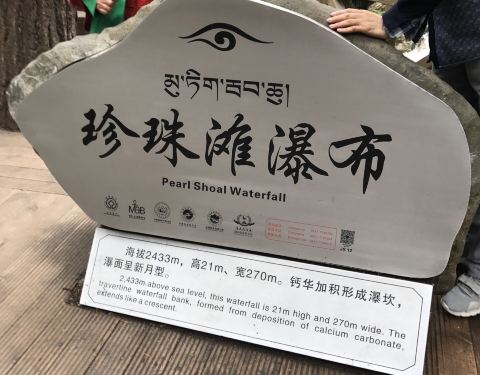 མུ་ཏིག་རྦབ་ཆུ།
珍珠滩瀑布
Pearl Shoal Waterfall
MAB
海拔2433m，高21m、宽270m。钙华加积形成瀑坎，
瀑面呈新月型。
2,433m above sea level, this waterfall is 21m high and 270m wide. The
travertine waterfall bank, formed from deposition of calcium carbonate,
extends like a crescent.